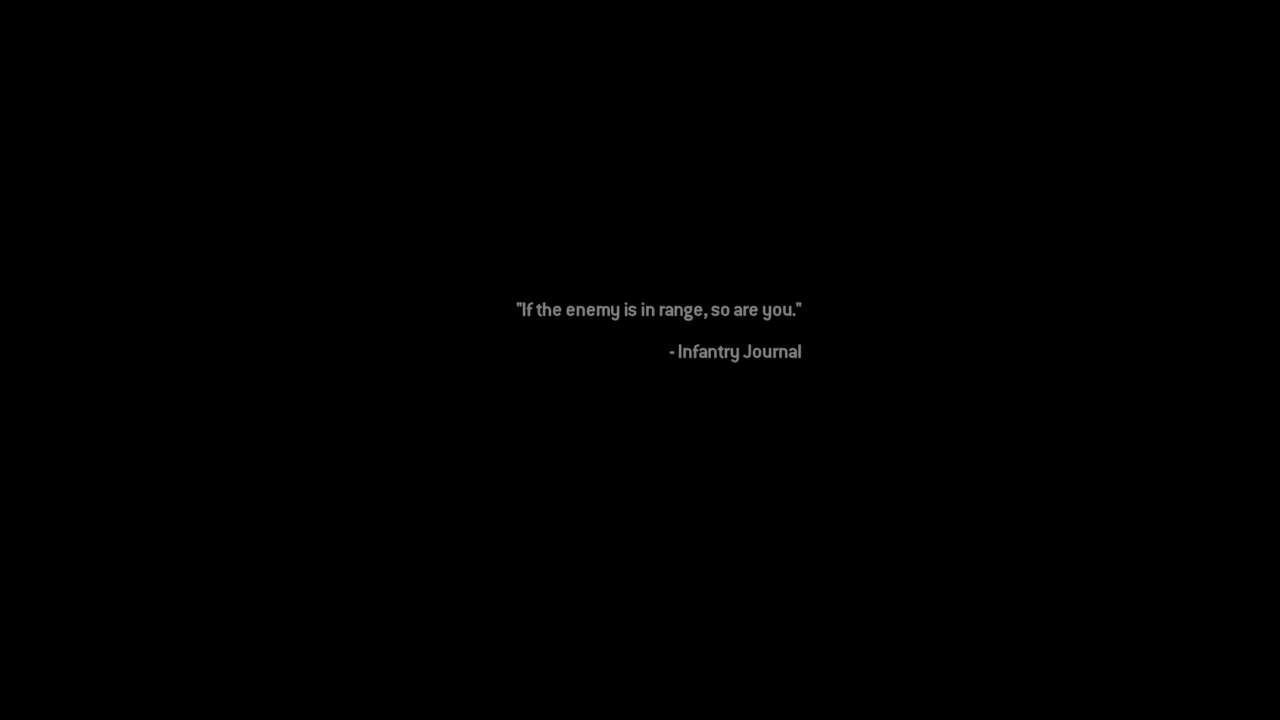 "If the enemy is in range, so are you."
- Infantry Journal